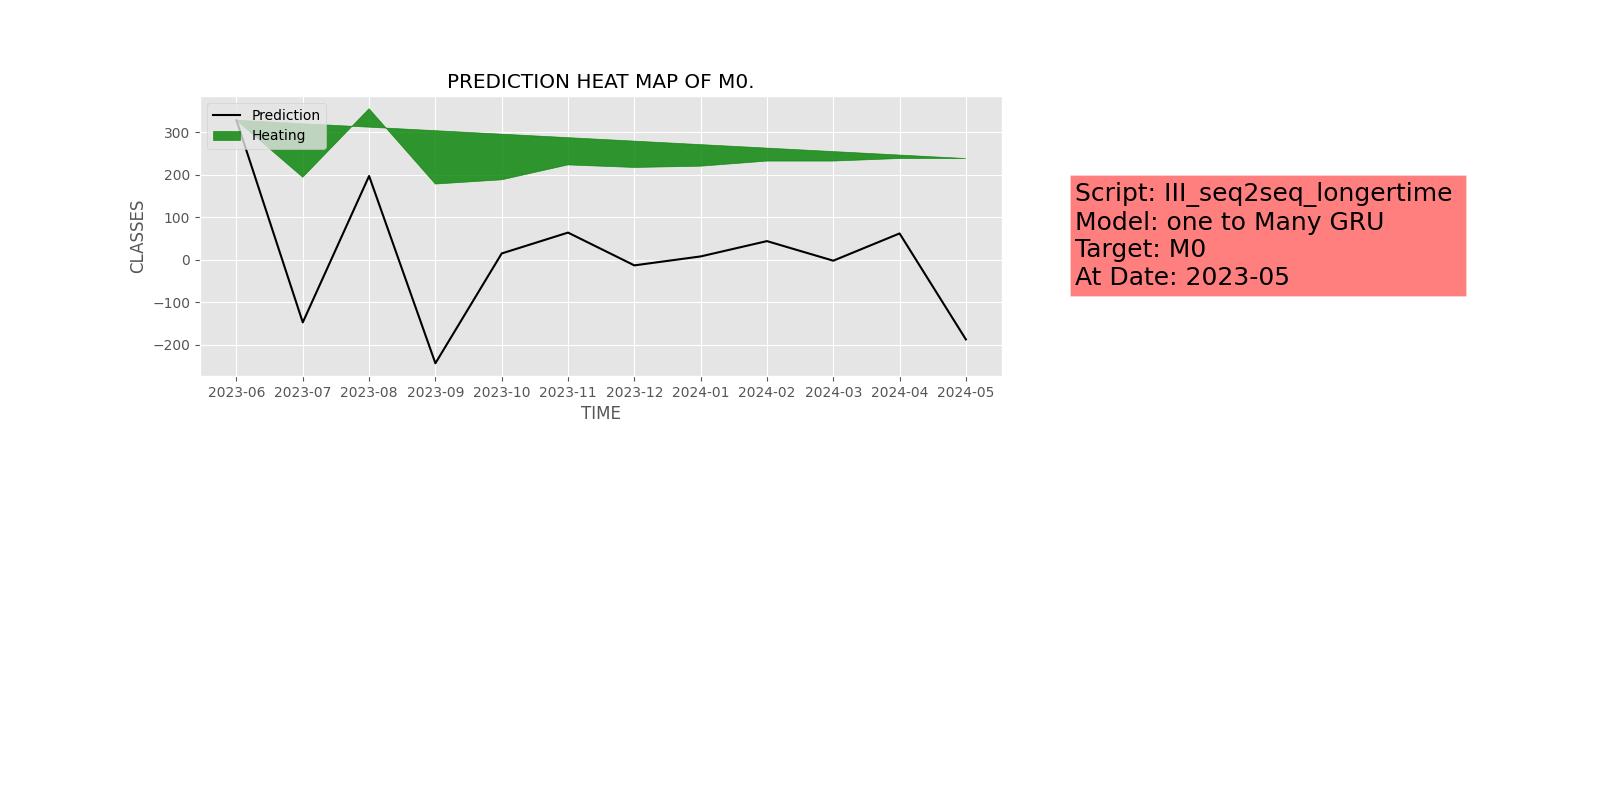 PREDICTION HEAT MAP OF M0.
Prediction
Heating
300
200
100
0
−100
−200
CLASSES
2023-06 2023-07 2023-08 2023-09 2023-10 2023-11 2023-12 2024-01 2024-02 2024-03 2024-04 2024-05
TIME
Script: III_seq2seq_longertime
Model: one to Many GRU
Target: M0
At Date: 2023-05